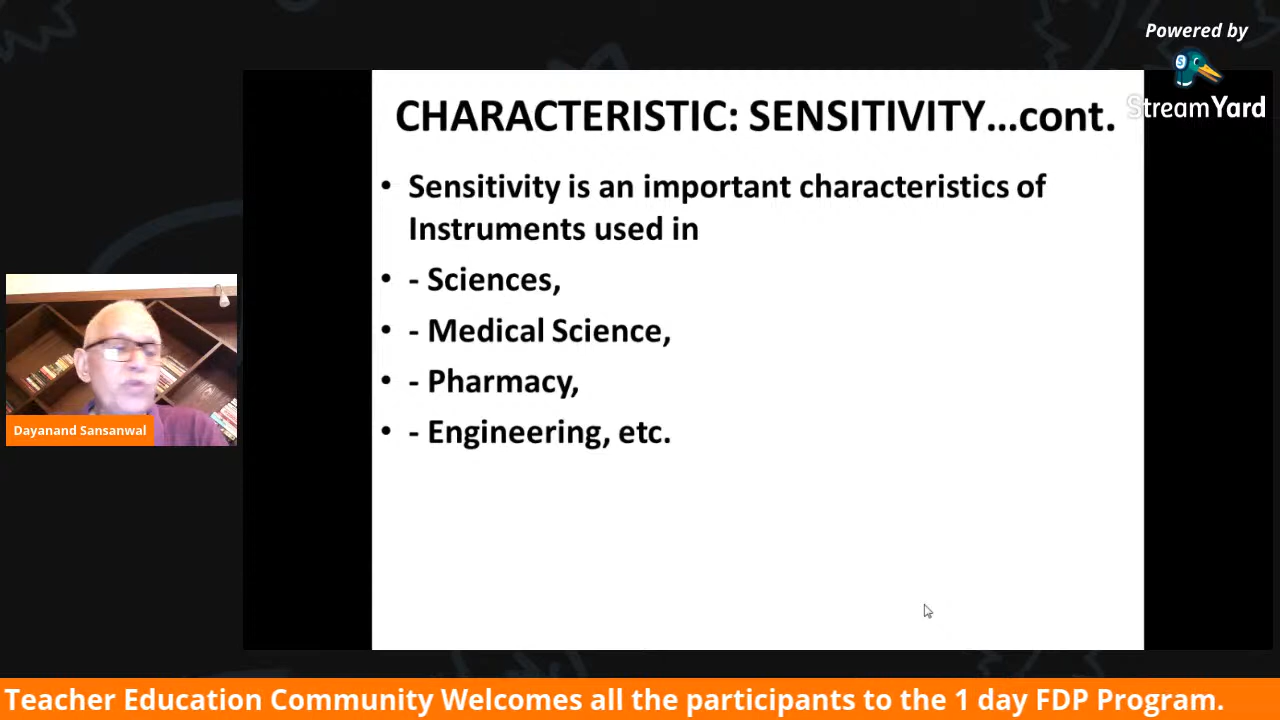 Powered by
StreamYard
CHARACTERISTIC: SENSITIVITY...cont.
• Sensitivity is an important characteristics of
Instruments used in
• - Sciences,
• - Medical Science,
• - Pharmacy,
• - Engineering, etc.
Dayanand Sansanwal
Teacher Education Community Welcomes all the participants to the 1 day FDP Program.